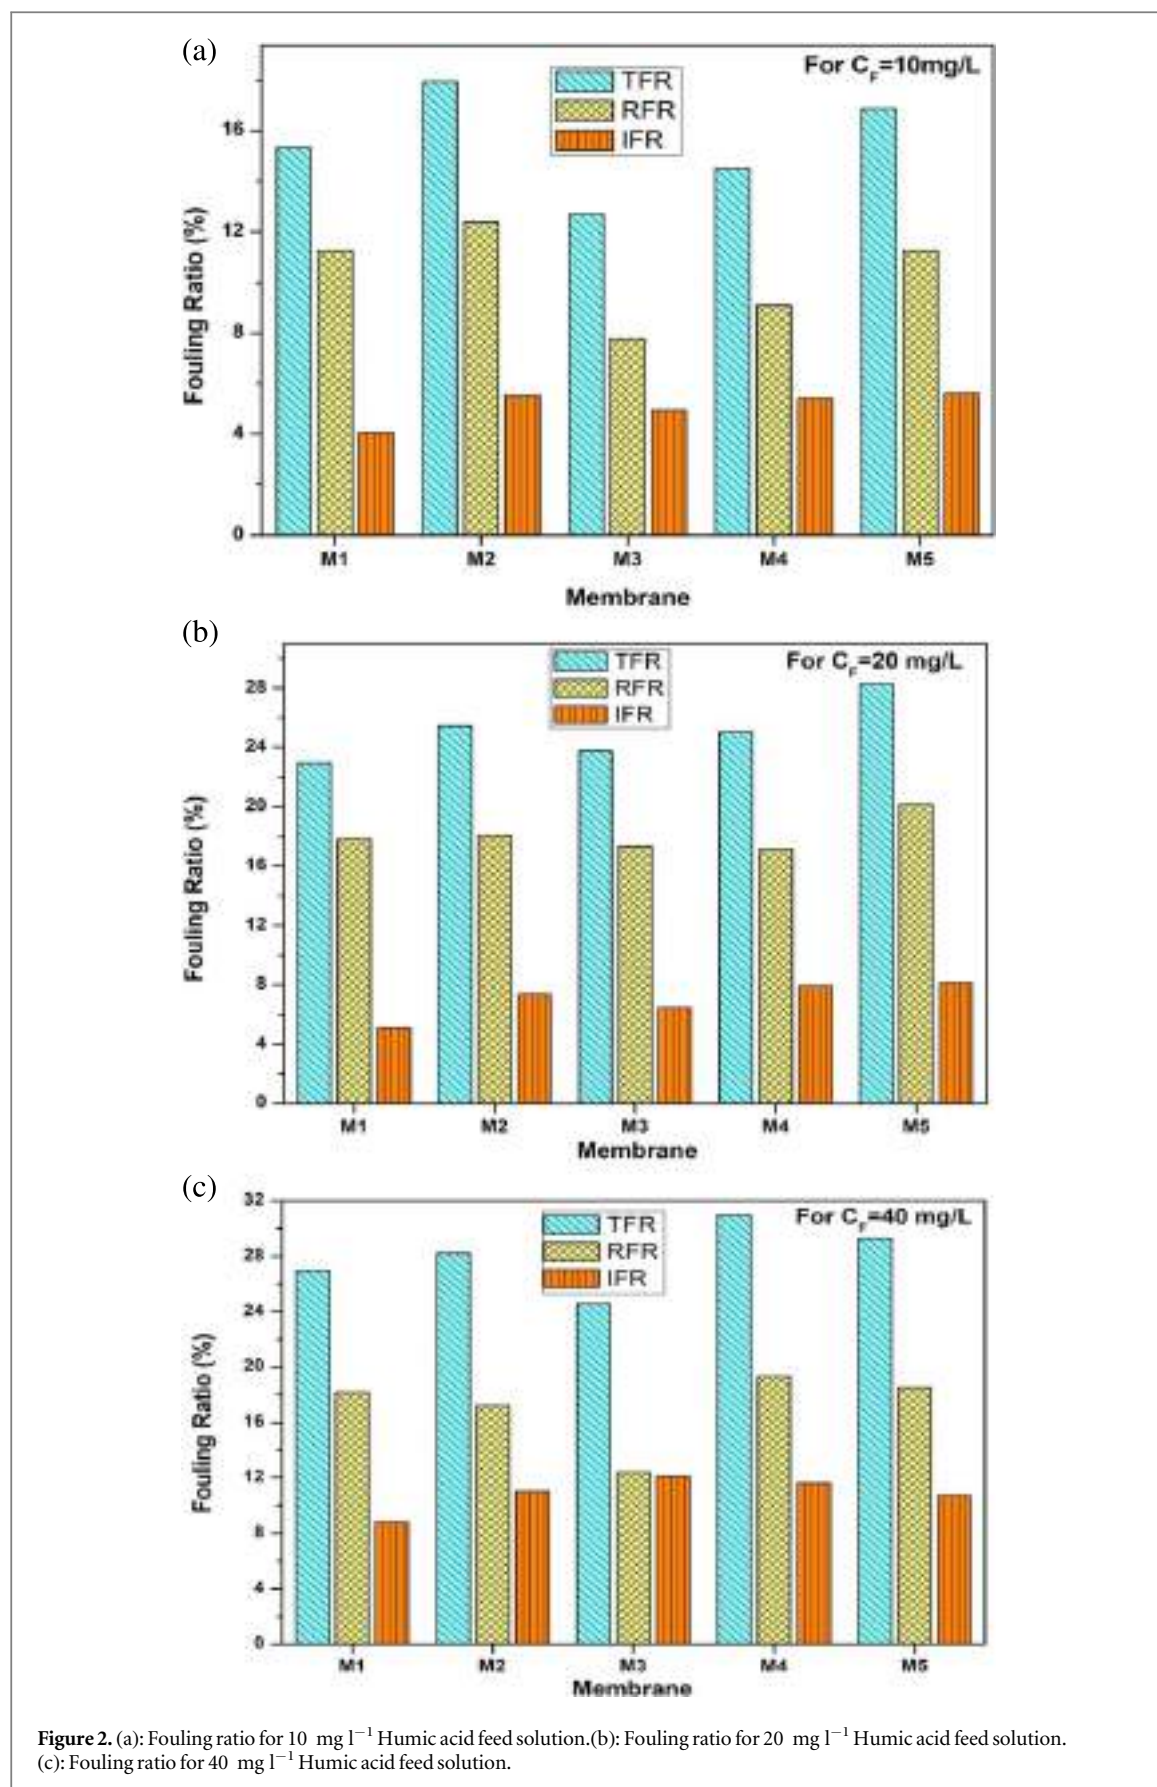 (a)
For C_F=10mg/L
TFR
RFR
IFR
Fouling Ratio (%)
16
12
8
4
0
M1 M2 M3 M4 M5
Membrane
(b)
For C_F=20 mg/L
TFR
RFR
IFR
Fouling Ratio (%)
28
24
20
16
12
8
4
0
M1 M2 M3 M4 M5
Membrane
(c)
For C_F=40 mg/L
TFR
RFR
IFR
Fouling Ratio (%)
32
28
24
20
16
12
8
4
0
M1 M2 M3 M4 M5
Membrane
Figure 2. (a): Fouling ratio for 10 mg l⁻¹ Humic acid feed solution.(b): Fouling ratio for 20 mg l⁻¹ Humic acid feed solution.
(c): Fouling ratio for 40 mg l⁻¹ Humic acid feed solution.